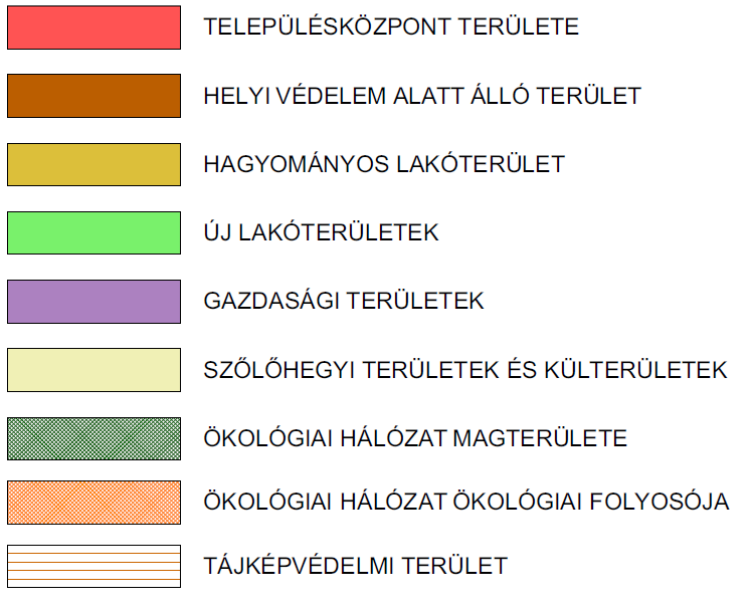 TELEPÜLÉSKÖZPONT TERÜLETE
HELYI VÉDELEM ALATT ÁLLÓ TERÜLET
HAGYOMÁNYOS LAKÓTERÜLET
ÚJ LAKÓTERÜLETEK
GAZDASÁGI TERÜLETEK
SZŐLŐHEGYI TERÜLETEK ÉS KÜLTERÜLETEK
ÖKOLÓGIAI HÁLÓZAT MAGTERÜLETE
ÖKOLÓGIAI HÁLÓZAT ÖKOLÓGIAI FOLYOSÓJA
TÁJKÉPVÉDELMI TERÜLET